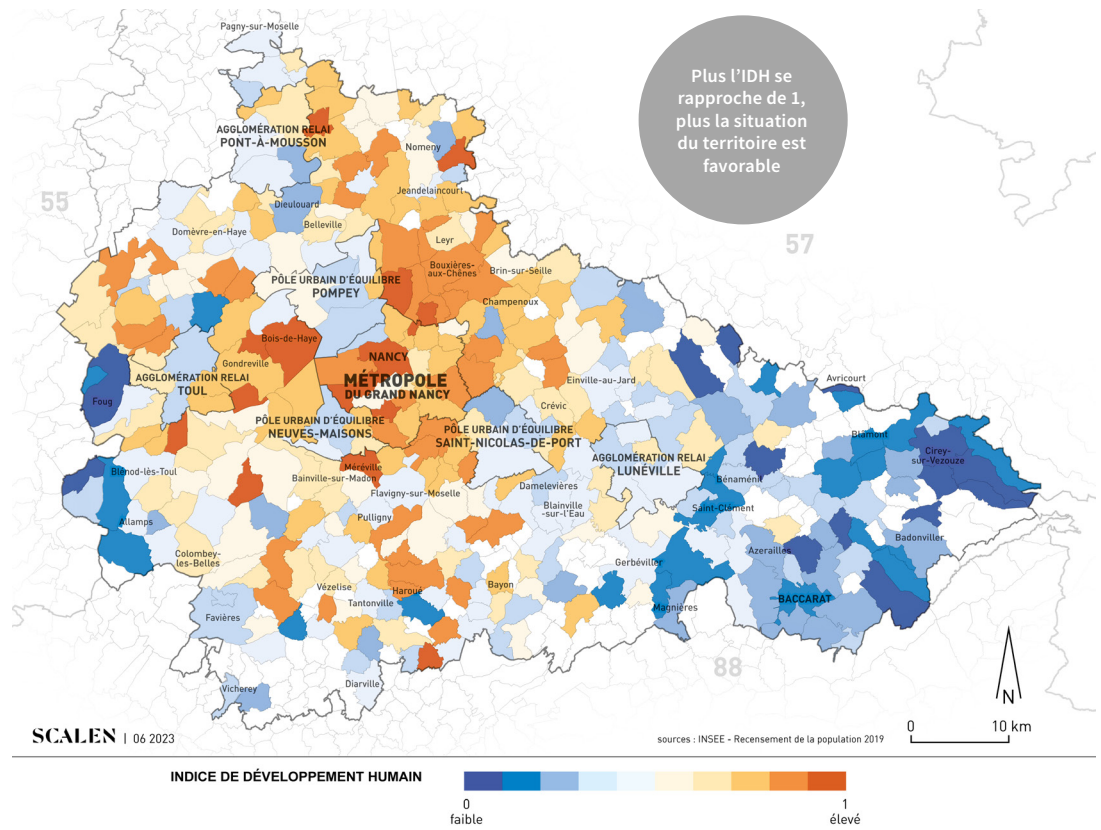 Pagny-sur-Moselle
Plus l’IDH se
rapproche de 1,
plus la situation
du territoire est
favorable
AGGLOMÉRATION RELAI
PONT-À-MOUSSON
Nomeny
55
Jeandelaincourt
Dieulouard
Domèvre-en-Haye
Belleville
Leyr
57
Bouxières-
aux-Chênes
Brin-sur-Seille
PÔLE URBAIN D’ÉQUILIBRE
POMPEY
Champenoux
Bois-de-Haye
NANCY
Gondreville
MÉTROPOLE
DU GRAND NANCY
AGGLOMÉRATION RELAI
TOUL
Einville-au-Jard
Avricourt
Foug
Crévic
PÔLE URBAIN D’ÉQUILIBRE
NEUVES-MAISONS
PÔLE URBAIN D’ÉQUILIBRE
SAINT-NICOLAS-DE-PORT
Blâmont
Cirey-
sur-Vezouze
AGGLOMÉRATION RELAI
LUNÉVILLE
Blénod-lès-Toul
Méréville
Bainville-sur-Madon
Bénaménil
Flavigny-sur-Moselle
Damelevières
Blainville
-sur-l’Eau
Saint-Clément
Allamps
Pulligny
Badonviller
Azerailles
Colombey-
les-Belles
Gerbéviller
Vézelise
Haroué
Bayon
BACCARAT
Tantonville
Magnières
Favières
88
Diarville
Vicherey
N
SCALEN | 06 2023
sources : INSEE - Recensement de la population 2019
0
10 km
INDICE DE DÉVELOPPEMENT HUMAIN
0
faible
1
élevé